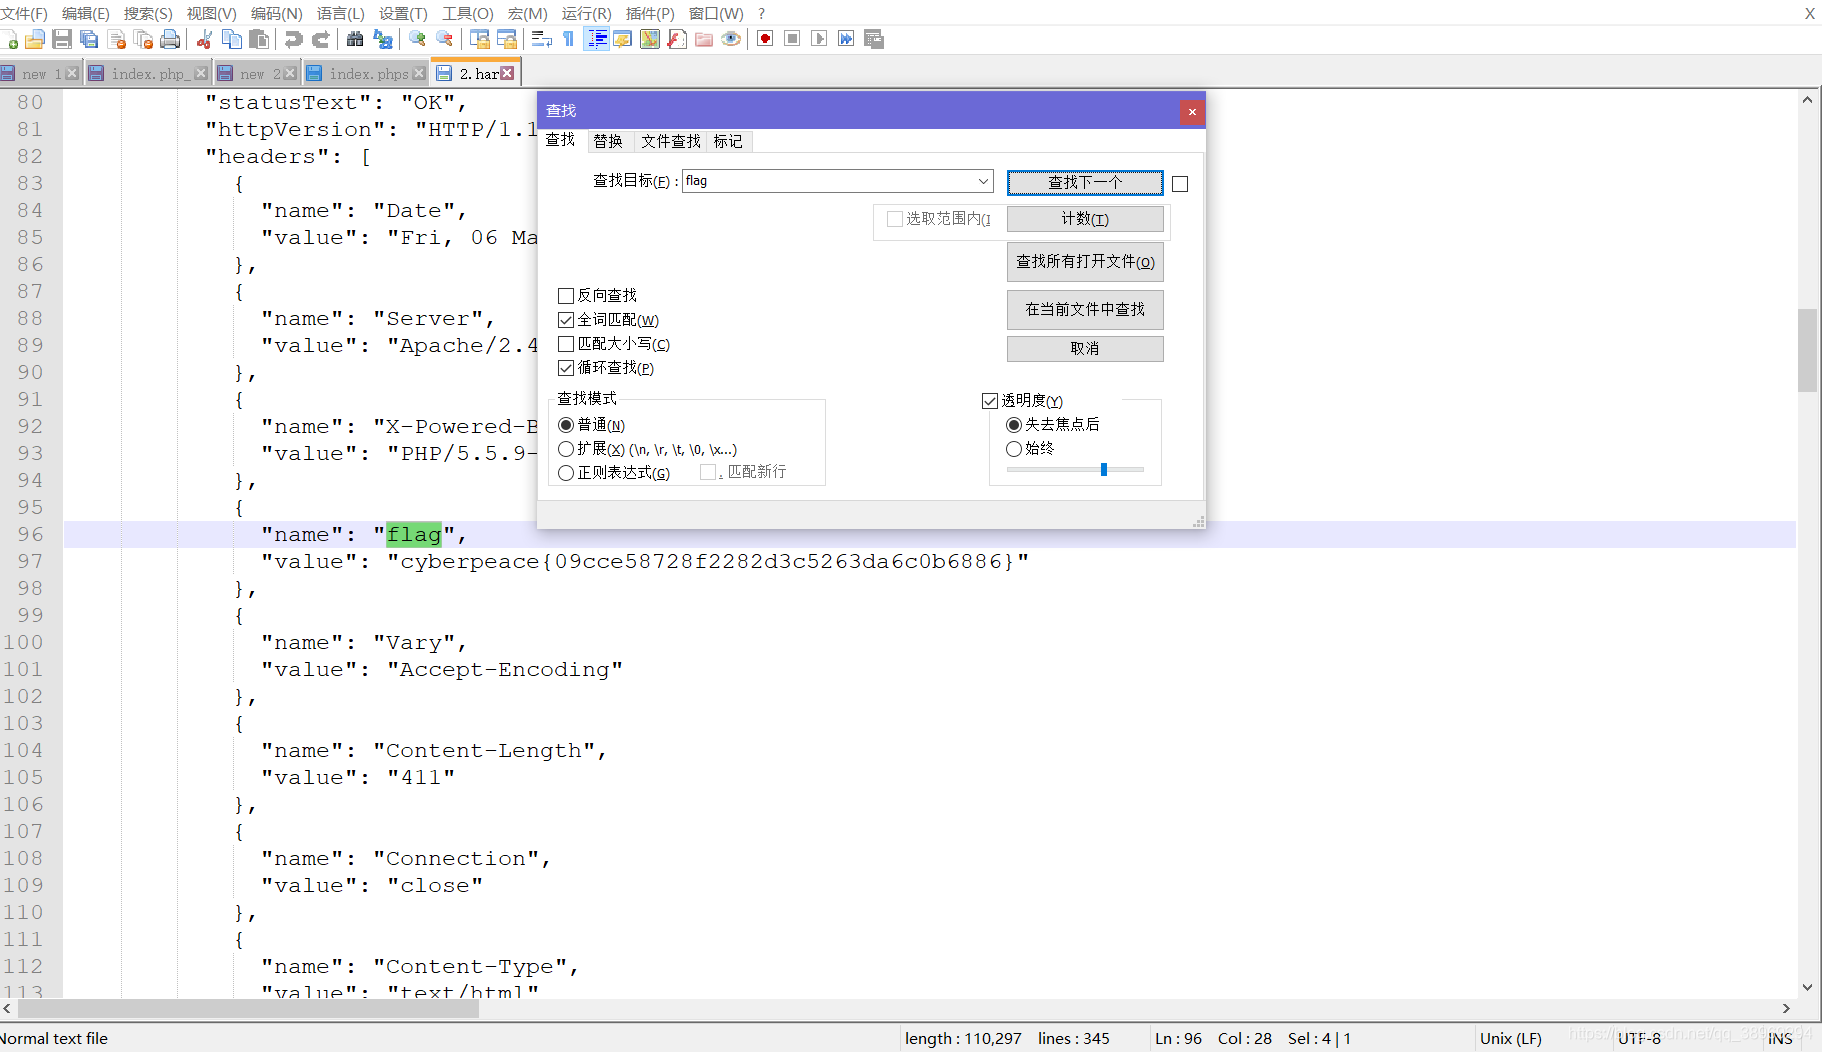 文件(F) 编辑(E) 搜索(S) 视图(V) 编码(N) 语言(L) 设置(T) 工具(O) 宏(M) 运行(R) 插件(P) 窗口(W) ? X
new 1 index.php_ new 2 index.phps 2.har
80 "statusText": "OK",
81 "httpVersion": "HTTP/1.1
82 "headers": [
83 {
84 "name": "Date",
85 "value": "Fri, 06 Ma
86 },
87 {
88 "name": "Server",
89 "value": "Apache/2.4
90 },
91 {
92 "name": "X-Powered-B
93 "value": "PHP/5.5.9-
94 },
95 {
96 "name": "flag",
97 "value": "cyberpeace{09cce58728f2282d3c5263da6c0b6886}"
98 },
99 {
100 "name": "Vary",
101 "value": "Accept-Encoding"
102 },
103 {
104 "name": "Content-Length",
105 "value": "411"
106 },
107 {
108 "name": "Connection",
109 "value": "close"
110 },
111 {
112 "name": "Content-Type",
113 "value": "text/html"
查找
查找 替换 文件查找 标记
查找目标(F) : flag 查找下一个
选取范围内(I 计数(T)
查找所有打开文件(O)
反向查找 在当前文件中查找
全词匹配(W)
匹配大小写(C) 取消
循环查找(P)
查找模式 透明度(Y)
普通(N) 失去焦点后
扩展(X) (\n, \r, \t, \0, \x...) 始终
正则表达式(G) . 匹配新行
Normal text file length : 110,297 lines : 345 Ln : 96 Col : 28 Sel : 4 | 1 Unix (LF) UTF-8 INS